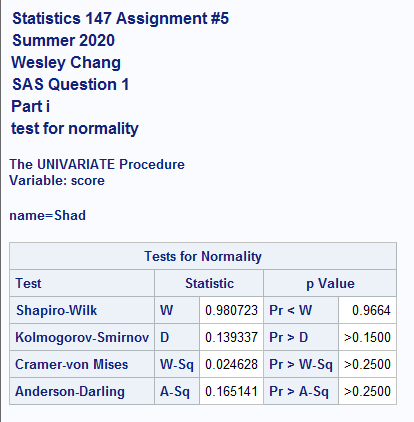 Statistics 147 Assignment #5
Summer 2020
Wesley Chang
SAS Question 1
Part i
test for normality
The UNIVARIATE Procedure
Variable: score
name=Shad
Tests for Normality
Test Statistic p Value
Shapiro-Wilk W 0.980723 Pr < W 0.9664
Kolmogorov-Smirnov D 0.139337 Pr > D >0.1500
Cramer-von Mises W-Sq 0.024628 Pr > W-Sq >0.2500
Anderson-Darling A-Sq 0.165141 Pr > A-Sq >0.2500